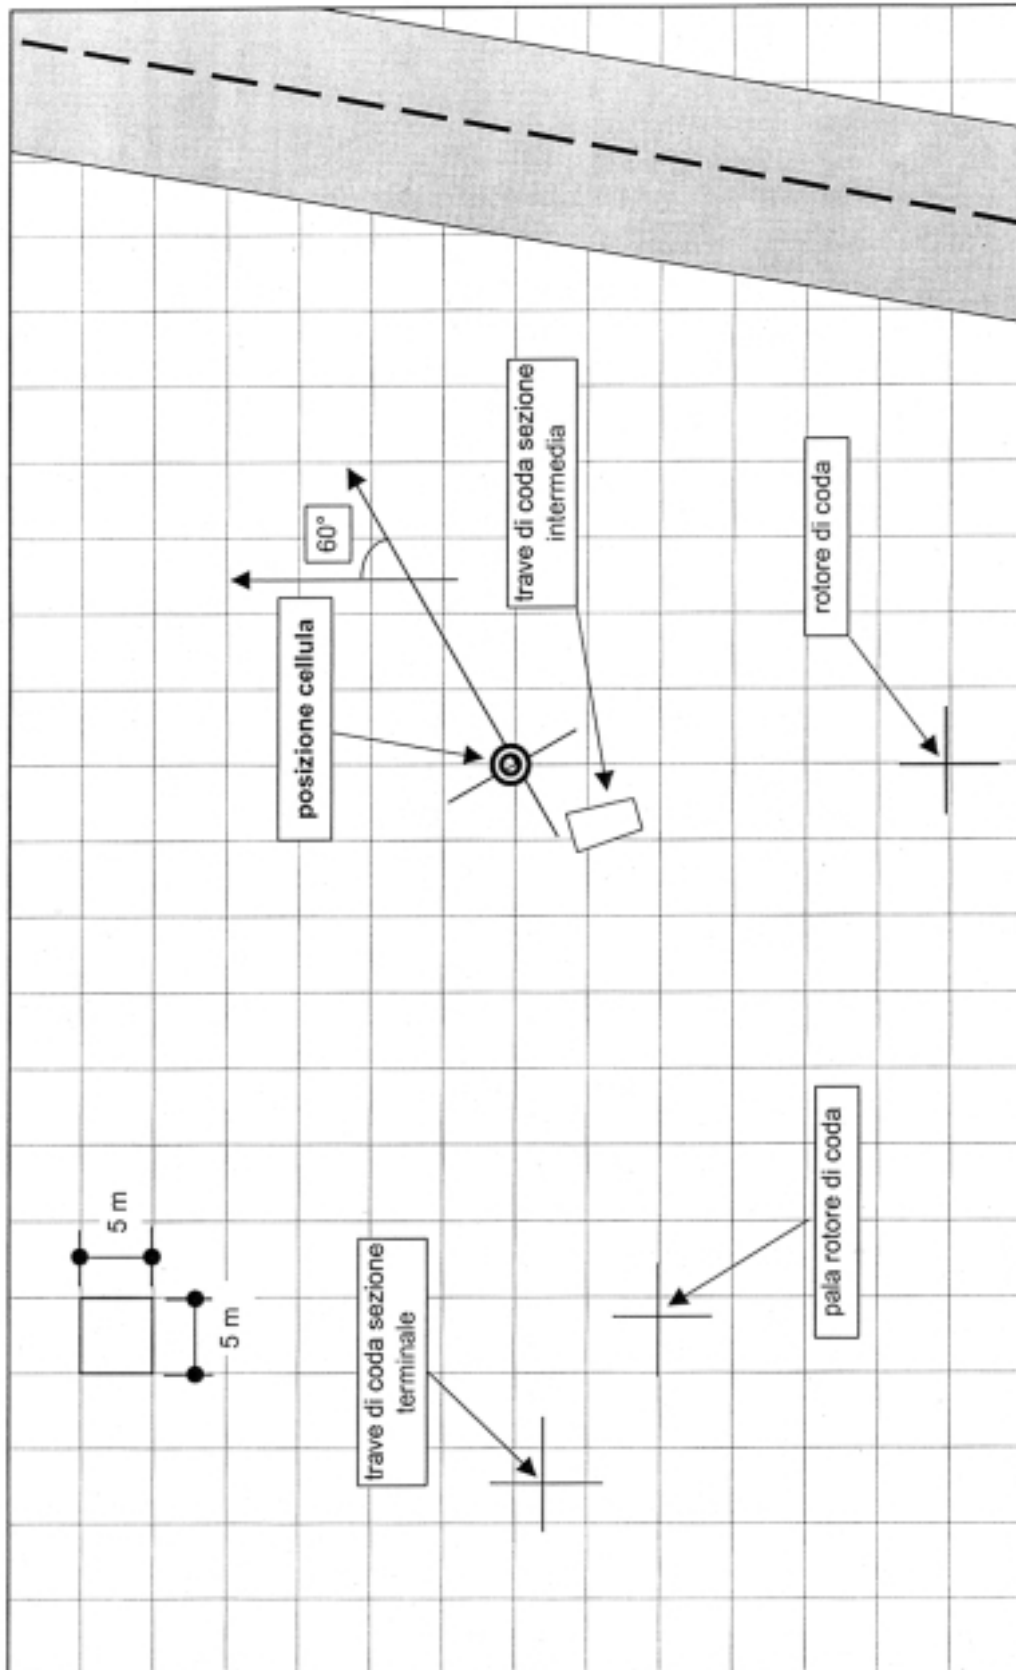 5 m
5 m
trave di coda sezione
terminale
pala rotore di coda
posizione cellula
60°
trave di coda sezione
intermedia
rotore di coda